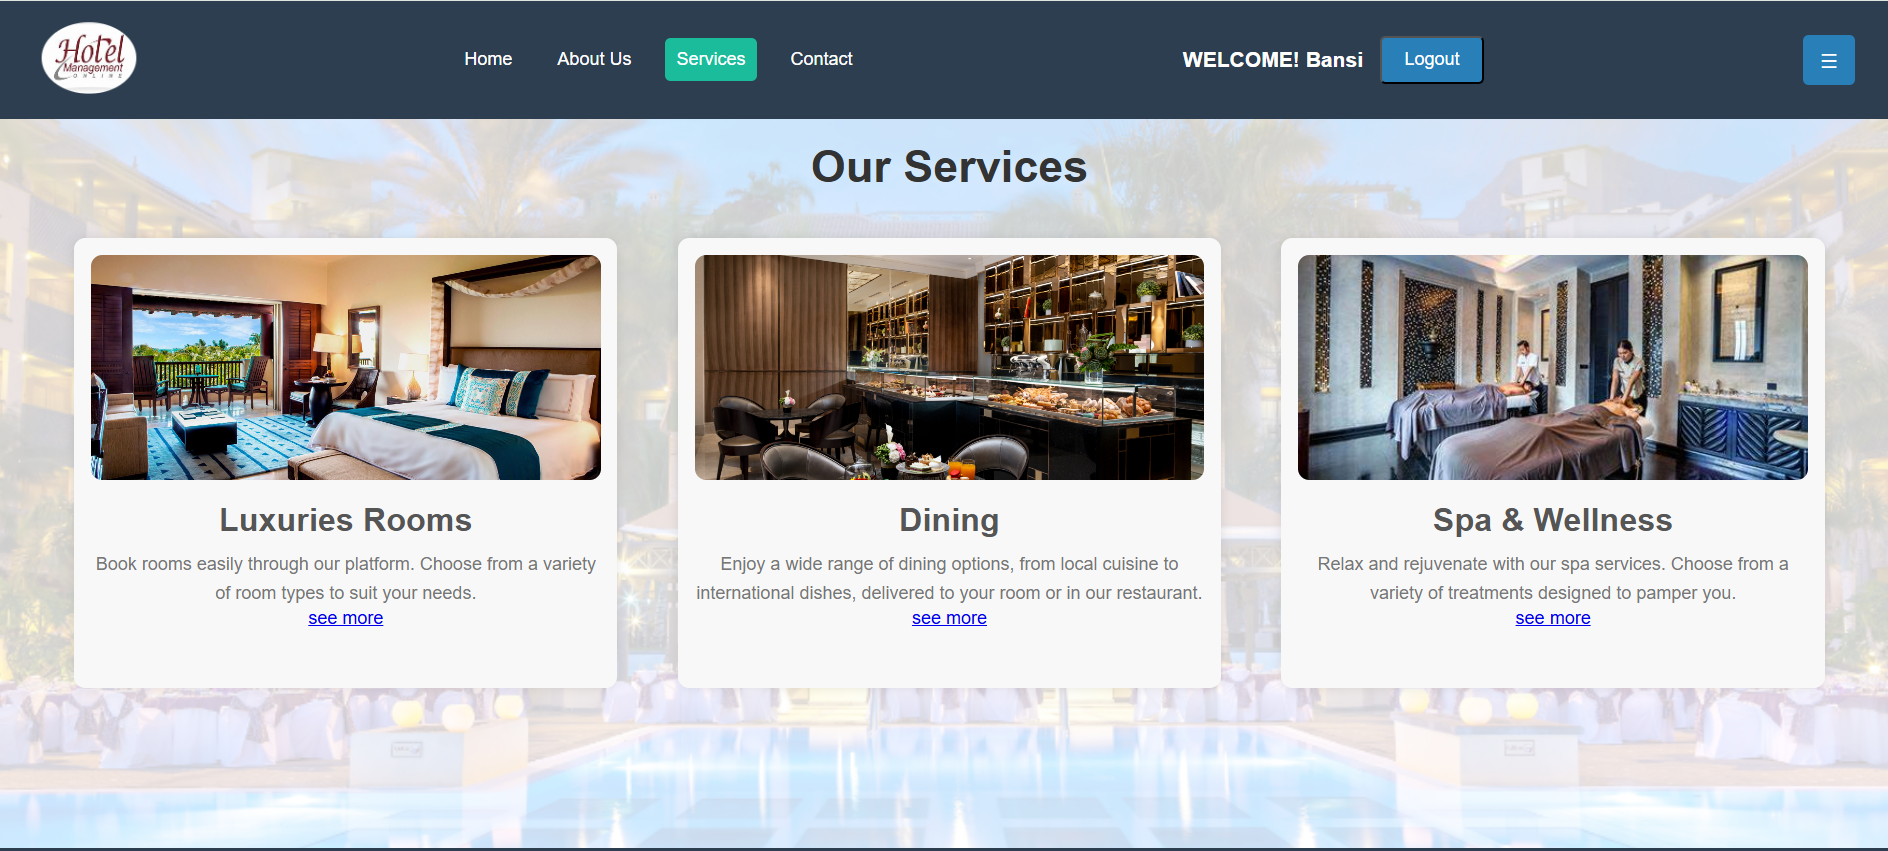 Hotel
Management
ONLINE
Home
About Us
Services
Contact
WELCOME! Bansi
Logout
☰
Our Services
Luxuries Rooms
Book rooms easily through our platform. Choose from a variety
of room types to suit your needs.
see more
Dining
Enjoy a wide range of dining options, from local cuisine to
international dishes, delivered to your room or in our restaurant.
see more
Spa & Wellness
Relax and rejuvenate with our spa services. Choose from a
variety of treatments designed to pamper you.
see more